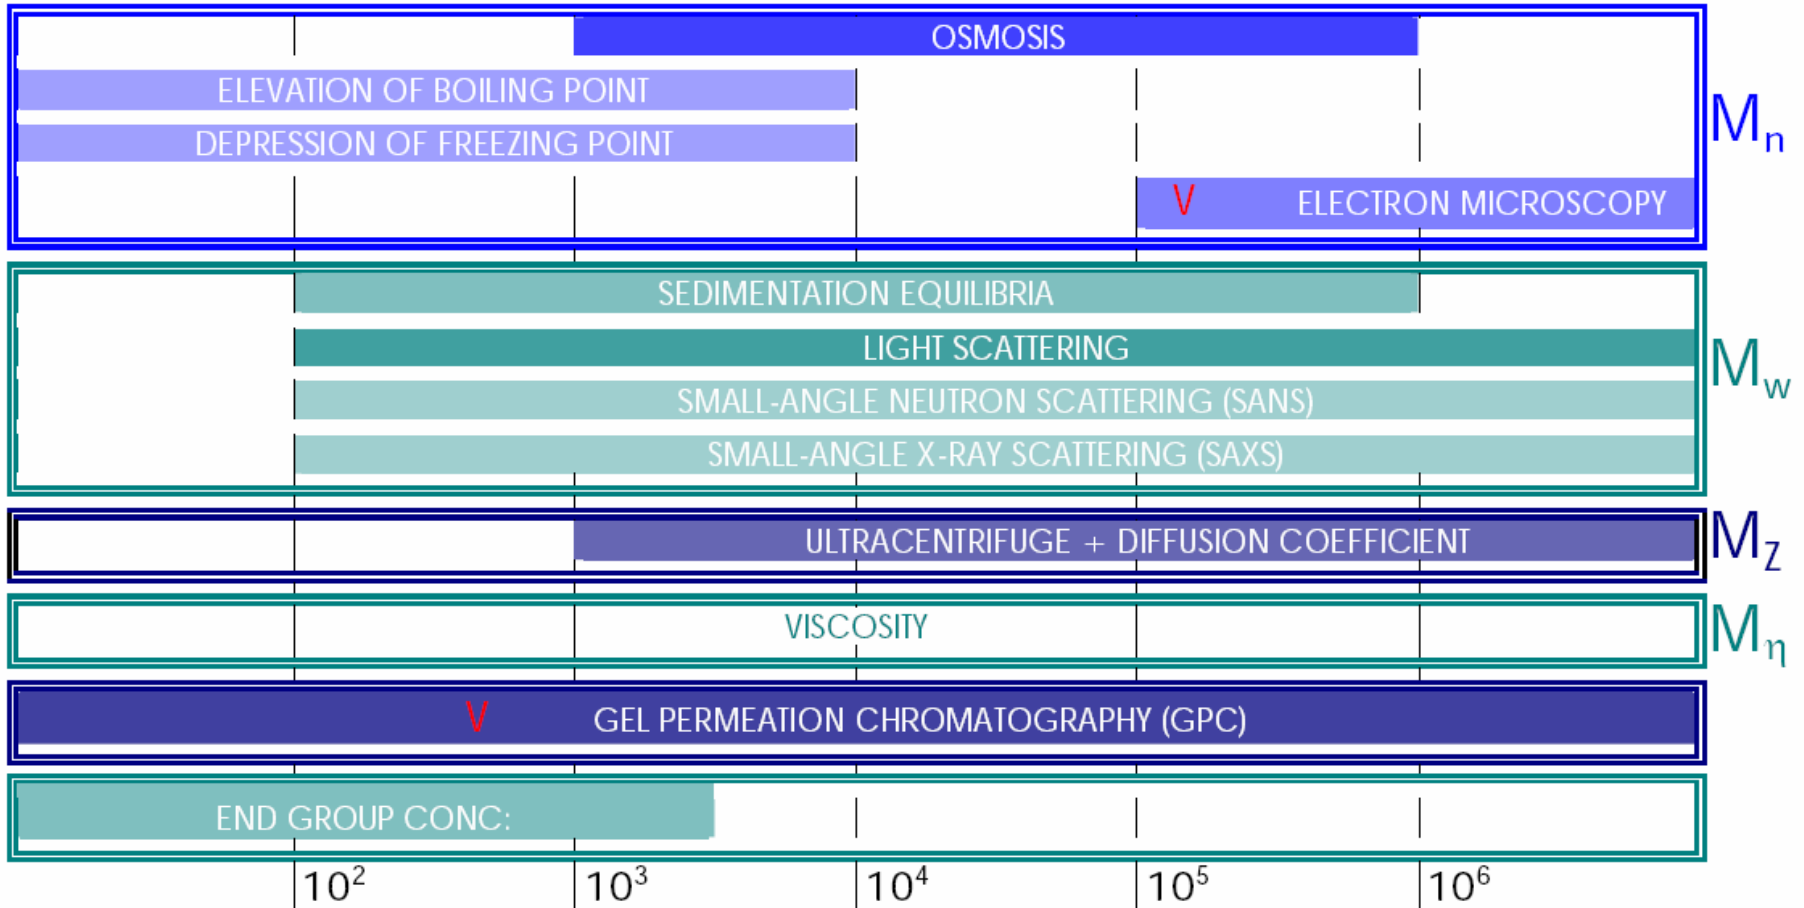 OSMOSIS
ELEVATION OF BOILING POINT
DEPRESSION OF FREEZING POINT
V ELECTRON MICROSCOPY
Mn
SEDIMENTATION EQUILIBRIA
LIGHT SCATTERING
SMALL-ANGLE NEUTRON SCATTERING (SANS)
SMALL-ANGLE X-RAY SCATTERING (SAXS)
Mw
ULTRACENTRIFUGE + DIFFUSION COEFFICIENT
MZ
VISCOSITY
Mη
V GEL PERMEATION CHROMATOGRAPHY (GPC)
END GROUP CONC:
10² 10³ 10⁴ 10⁵ 10⁶